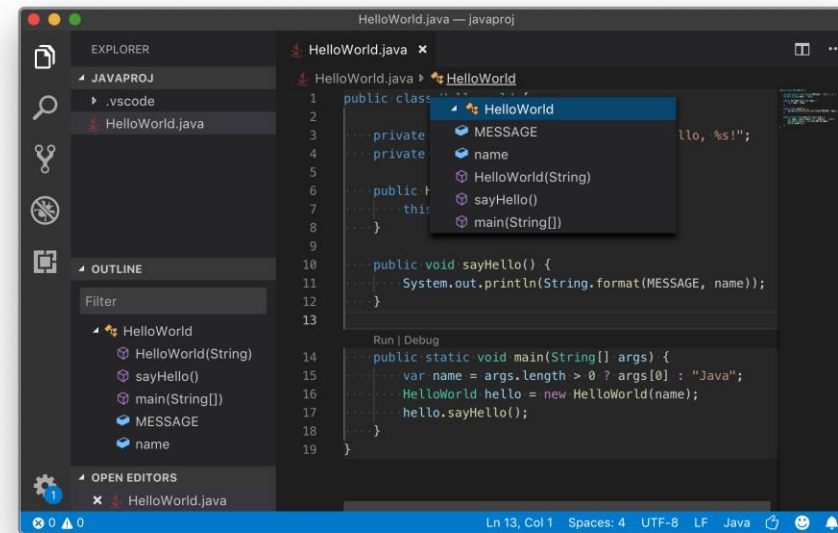 HelloWorld.java — javaproj
EXPLORER
JAVAPROJ
.vscode
HelloWorld.java
OUTLINE
Filter
HelloWorld
HelloWorld(String)
sayHello()
main(String[])
MESSAGE
name
OPEN EDITORS
HelloWorld.java
HelloWorld.java
HelloWorld.java HelloWorld
HelloWorld
MESSAGE
name
HelloWorld(String)
sayHello()
main(String[])
1 public class
2
3 private llo, %s!";
4 private
5
6 public H
7 this
8 }
9
10 public void sayHello() {
11 System.out.println(String.format(MESSAGE, name));
12 }
13
Run | Debug
14 public static void main(String[] args) {
15 var name = args.length > 0 ? args[0] : "Java";
16 HelloWorld hello = new HelloWorld(name);
17 hello.sayHello();
18 }
19 }
1
0 0 Ln 13, Col 1 Spaces: 4 UTF-8 LF Java